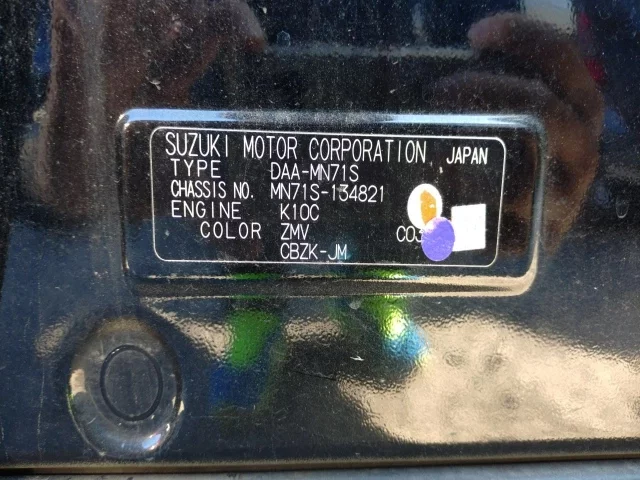 SUZUKI MOTOR CORPORATION JAPAN
TYPE DAA-MN71S
CHASSIS NO. MN71S-134821
ENGINE K10C
COLOR ZMV
CBZK-JM